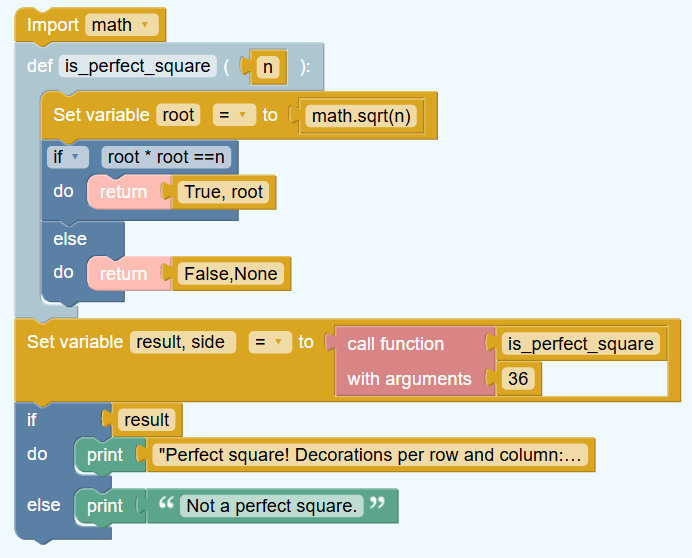 Import math
def is_perfect_square ( n ):
Set variable root = to math.sqrt(n)
if root * root ==n
do return True, root
else
do return False,None
Set variable result, side = to call function is_perfect_square
with arguments 36
if result
do print "Perfect square! Decorations per row and column:...
else print “ Not a perfect square. ”